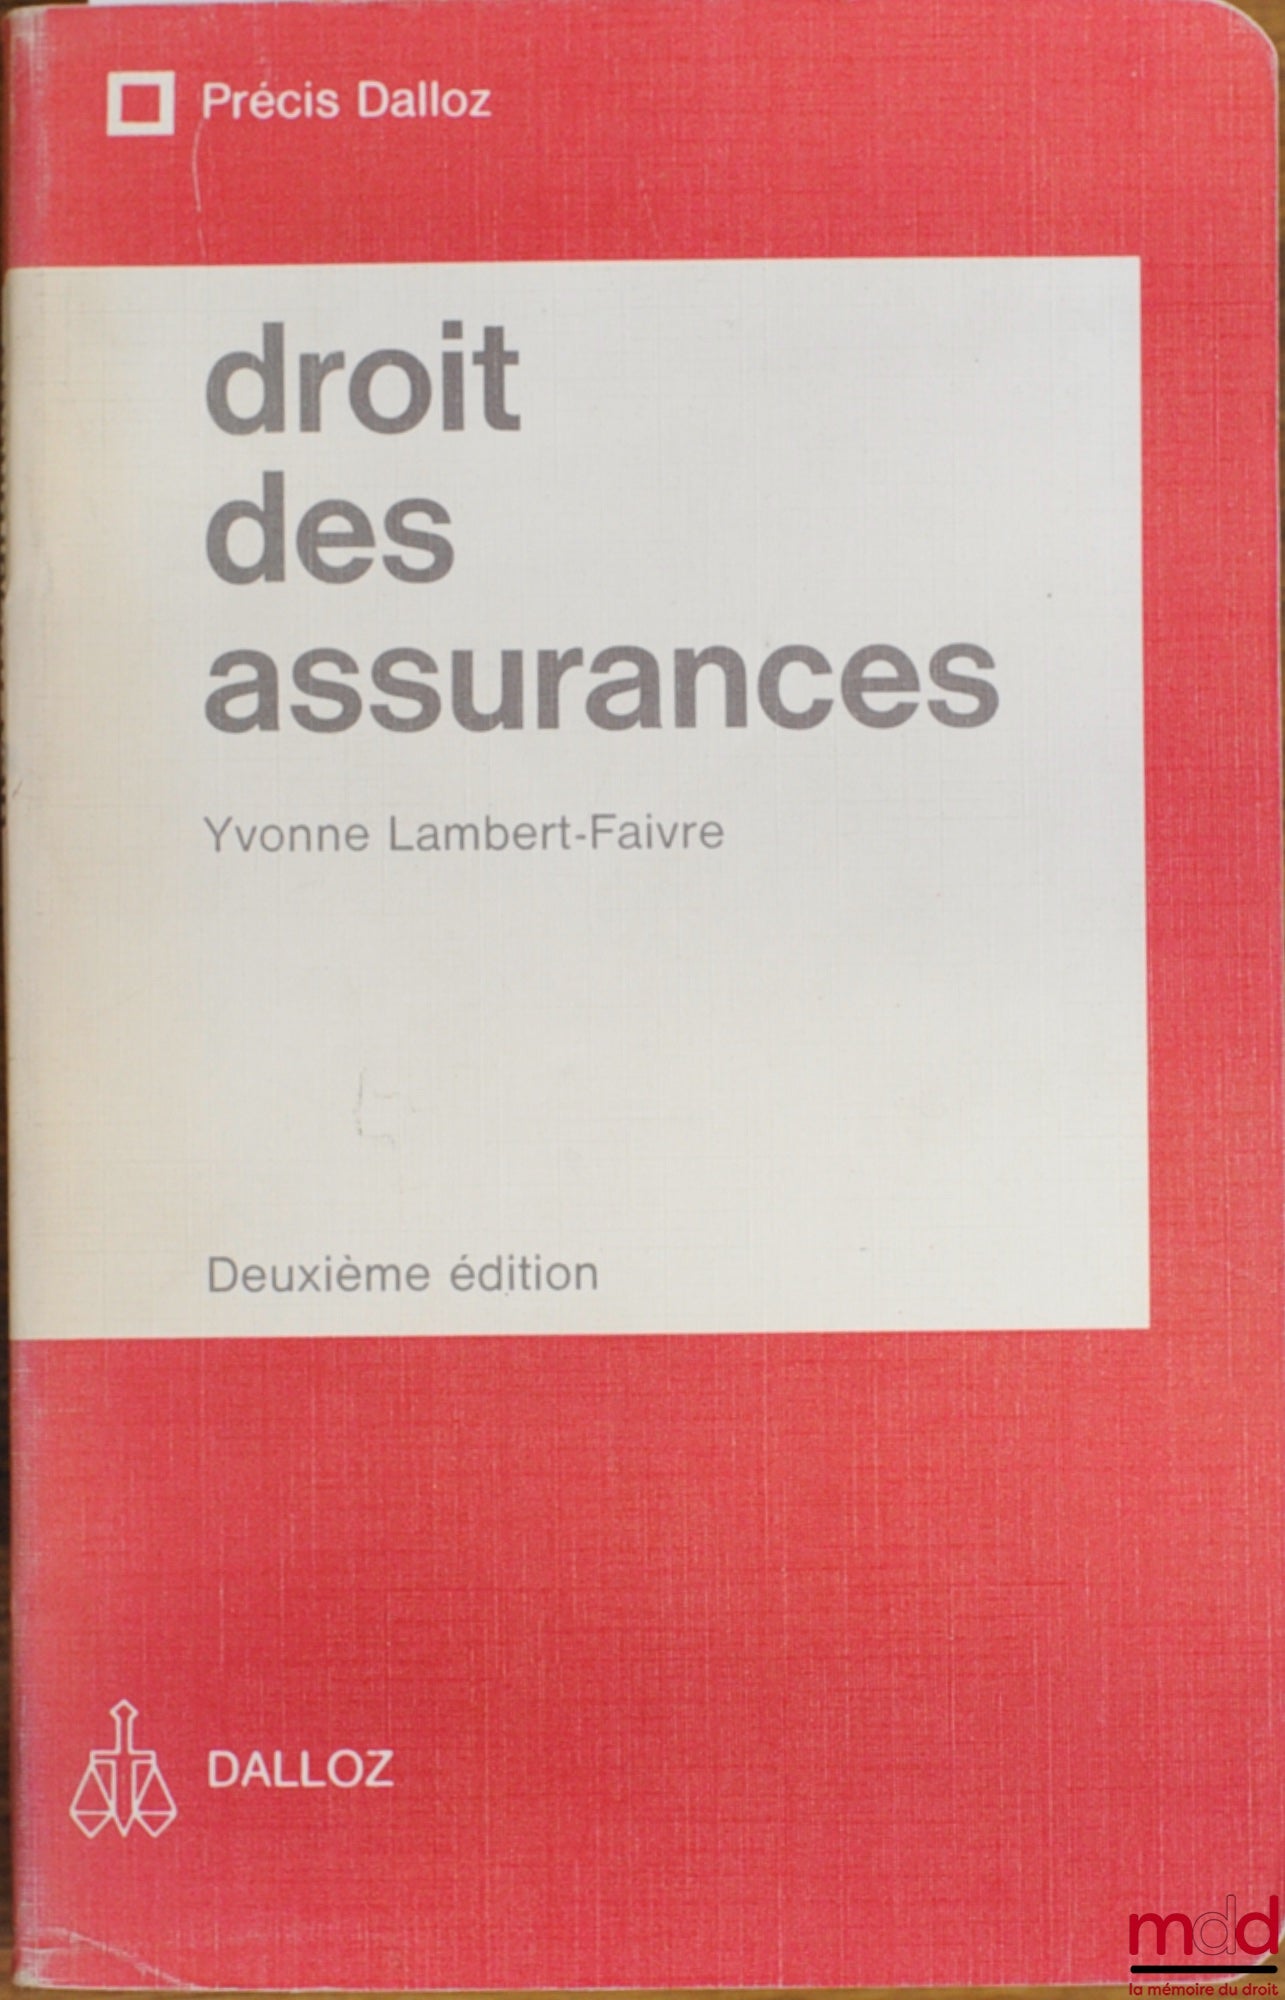 Précis Dalloz
droit
des
assurances
Yvonne Lambert-Faivre
Deuxième édition
DALLOZ
mdd
la mémoire du droit